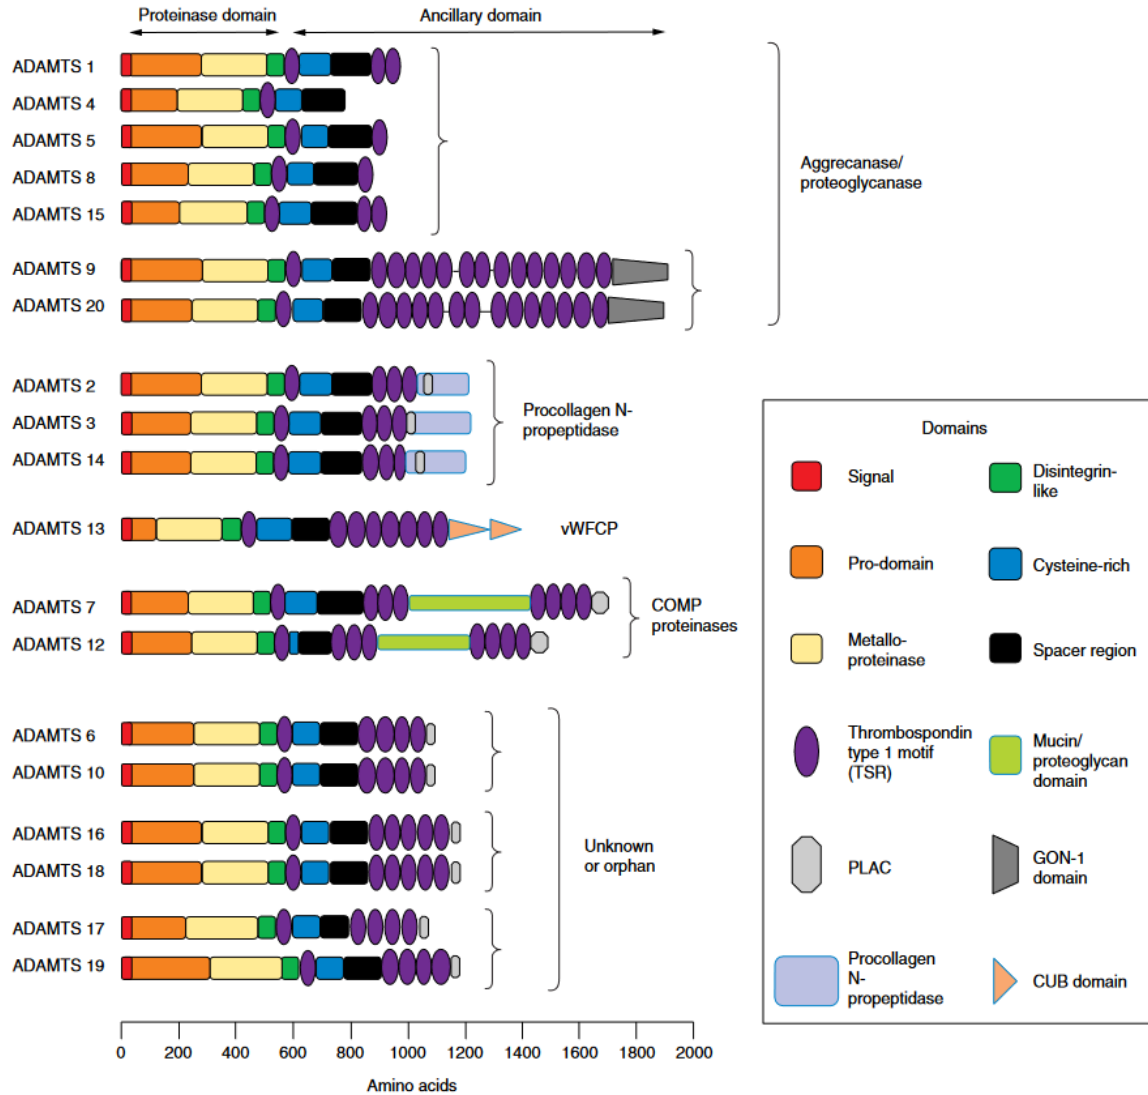 Proteinase domain
Ancillary domain
ADAMTS 1
ADAMTS 4
ADAMTS 5
ADAMTS 8
ADAMTS 15
Aggrecanase/
proteoglycanase
ADAMTS 9
ADAMTS 20
ADAMTS 2
ADAMTS 3
ADAMTS 14
Procollagen N-
propeptidase
ADAMTS 13
vWFCP
ADAMTS 7
ADAMTS 12
COMP
proteinases
ADAMTS 6
ADAMTS 10
ADAMTS 16
ADAMTS 18
ADAMTS 17
ADAMTS 19
Unknown
or orphan
0 200 400 600 800 1000 1200 1400 1600 1800 2000
Amino acids
Domains
Signal
Disintegrin-
like
Pro-domain
Cysteine-rich
Metallo-
proteinase
Spacer region
Thrombospondin
type 1 motif
(TSR)
Mucin/
proteoglycan
domain
PLAC
GON-1
domain
Procollagen
N-
propeptidase
CUB domain